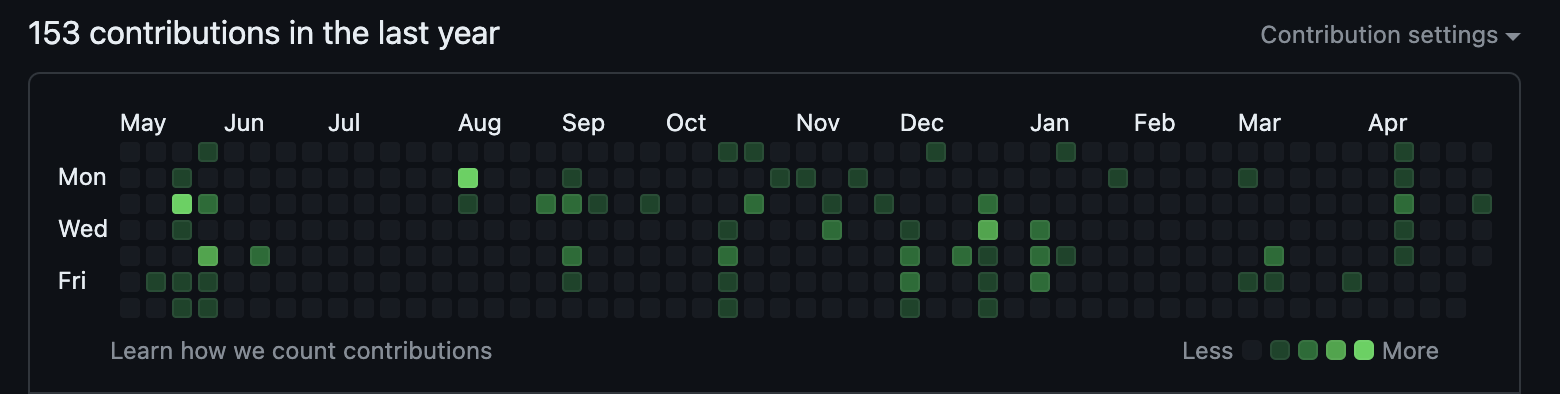 153 contributions in the last year
Contribution settings
May Jun Jul Aug Sep Oct Nov Dec Jan Feb Mar Apr
Mon
Wed
Fri
Learn how we count contributions
Less More